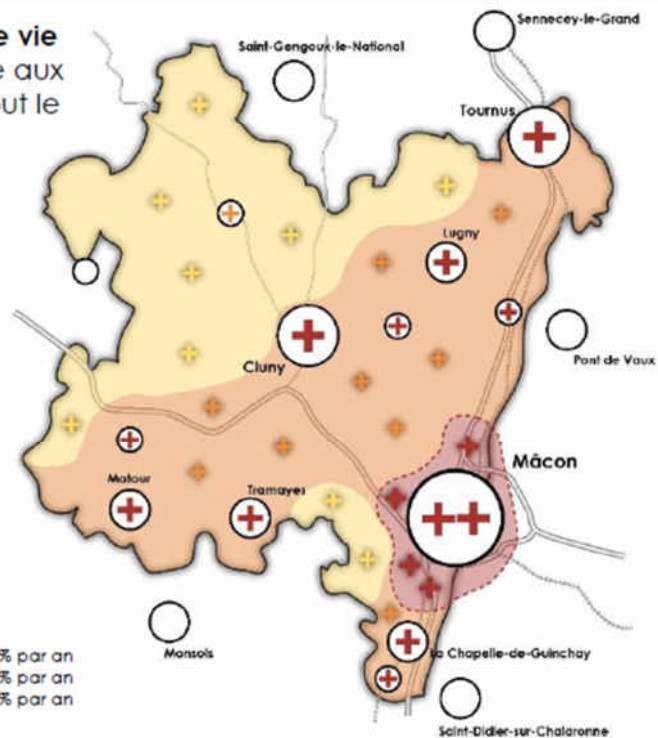 e vie
e aux
out le
Sennecey-le-Grand
Saint-Gengoux-le-National
Tournus
Lugny
Cluny
Pont de Vaux
Mâcon
Matour
Tramayes
Monsols
La Chapelle-de-Guinchay
Saint-Didier-sur-Chalaronne
% par an
% par an
% par an